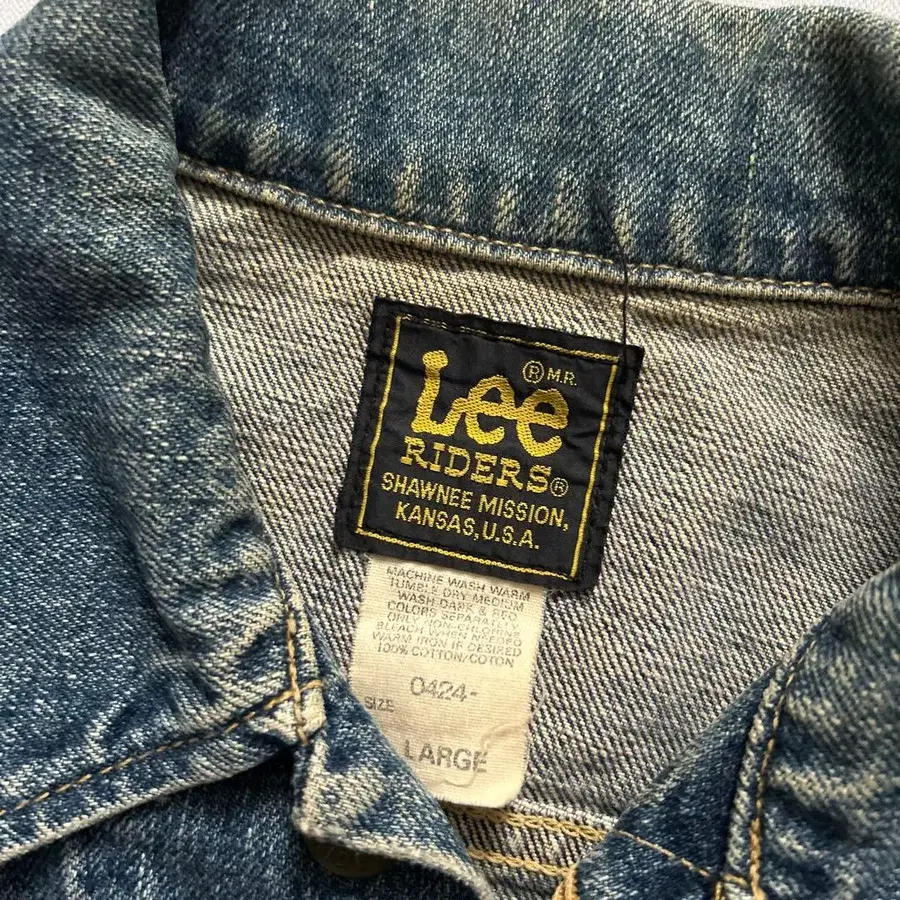 ® M.R.
Lee
RIDERS®
SHAWNEE MISSION,
KANSAS, U.S.A.
MACHINE WASH WARM
TUMBLE DRY MEDIUM
WASH DARK & RED
COLORS SEPARATELY
ONLY NON-CHLORINE
BLEACH WHEN NEEDED
WARM IRON IF DESIRED
100% COTTON/COTON
SIZE 0424-
LARGE